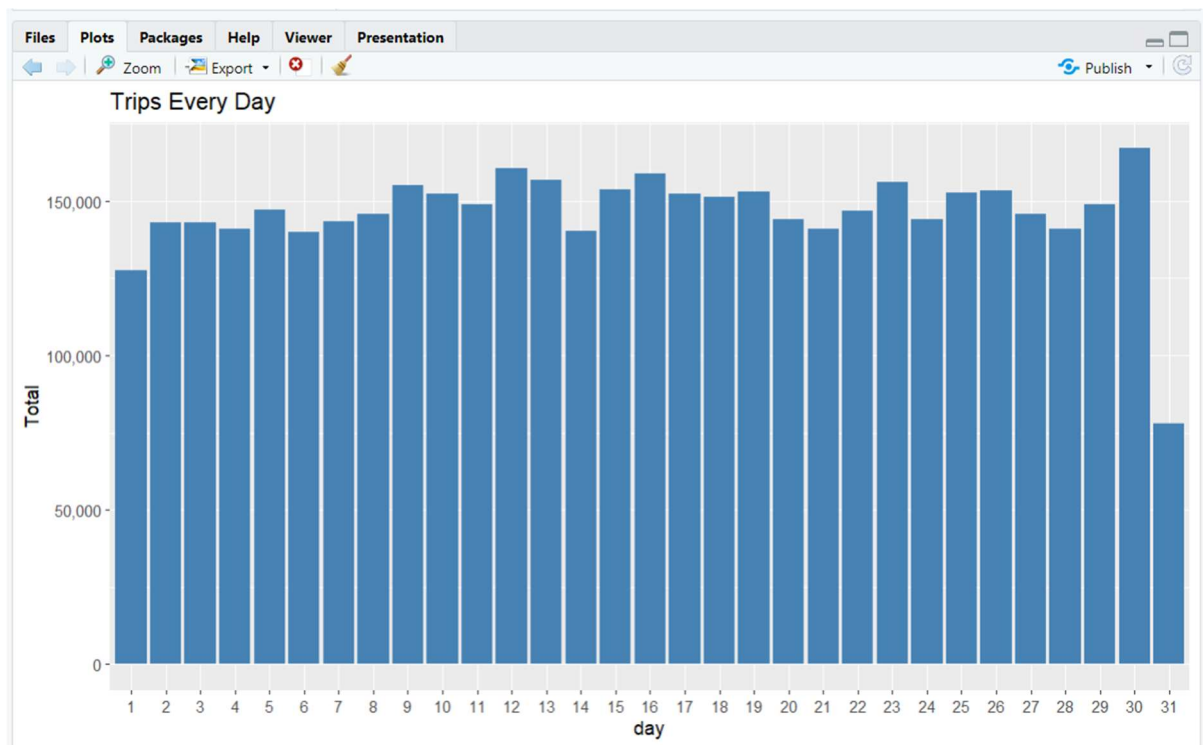 Files Plots Packages Help Viewer Presentation
Zoom Export Publish
Trips Every Day
150,000
100,000
50,000
0
Total
1 2 3 4 5 6 7 8 9 10 11 12 13 14 15 16 17 18 19 20 21 22 23 24 25 26 27 28 29 30 31
day